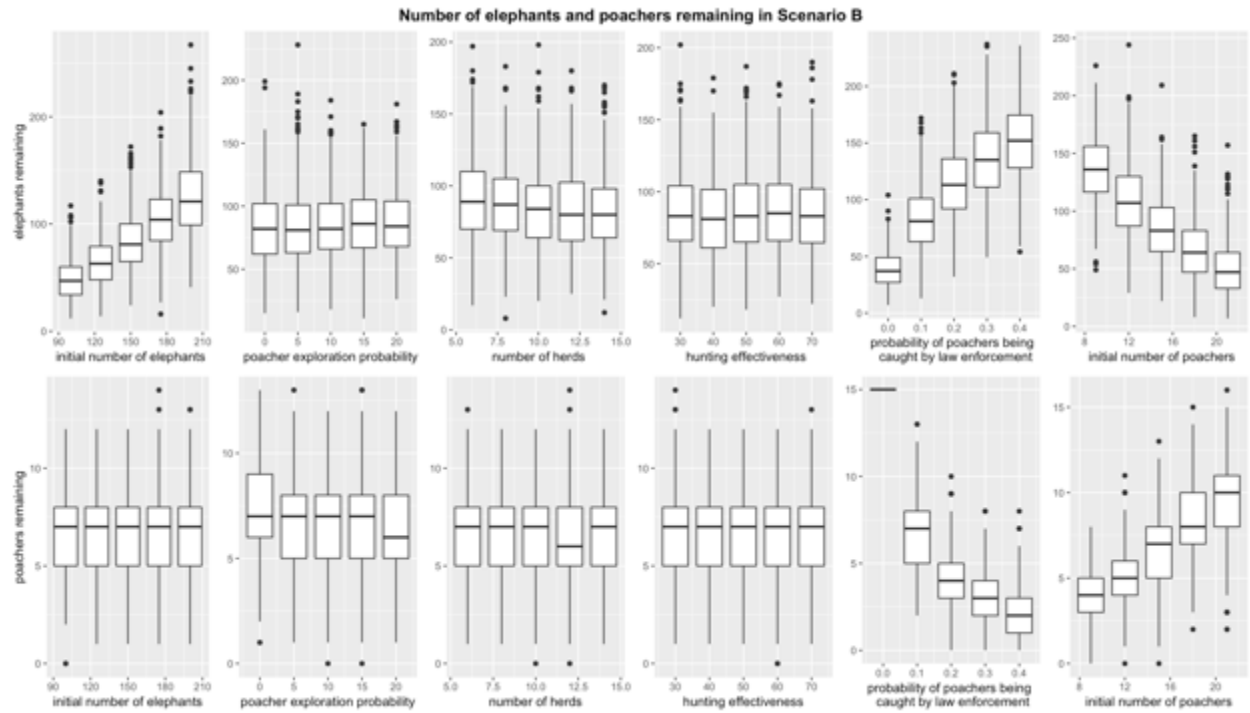 Number of elephants and poachers remaining in Scenario B
elephants remaining
200
100
0
90 120 150 180 210
initial number of elephants
200
150
100
50
0 5 10 15 20
poacher exploration probability
200
150
100
50
0
5.0 7.5 10.0 12.5 15.0
number of herds
200
150
100
50
30 40 50 60 70
hunting effectiveness
200
150
100
50
0
0.0 0.1 0.2 0.3 0.4
probability of poachers being
caught by law enforcement
250
200
150
100
50
0
8 12 16 20
initial number of poachers
poachers remaining
10
5
0
90 120 150 180 210
initial number of elephants
10
5
0
0 5 10 15 20
poacher exploration probability
10
5
0
5.0 7.5 10.0 12.5 15.0
number of herds
10
5
0
30 40 50 60 70
hunting effectiveness
15
10
5
0
0.0 0.1 0.2 0.3 0.4
probability of poachers being
caught by law enforcement
15
10
5
0
8 12 16 20
initial number of poachers